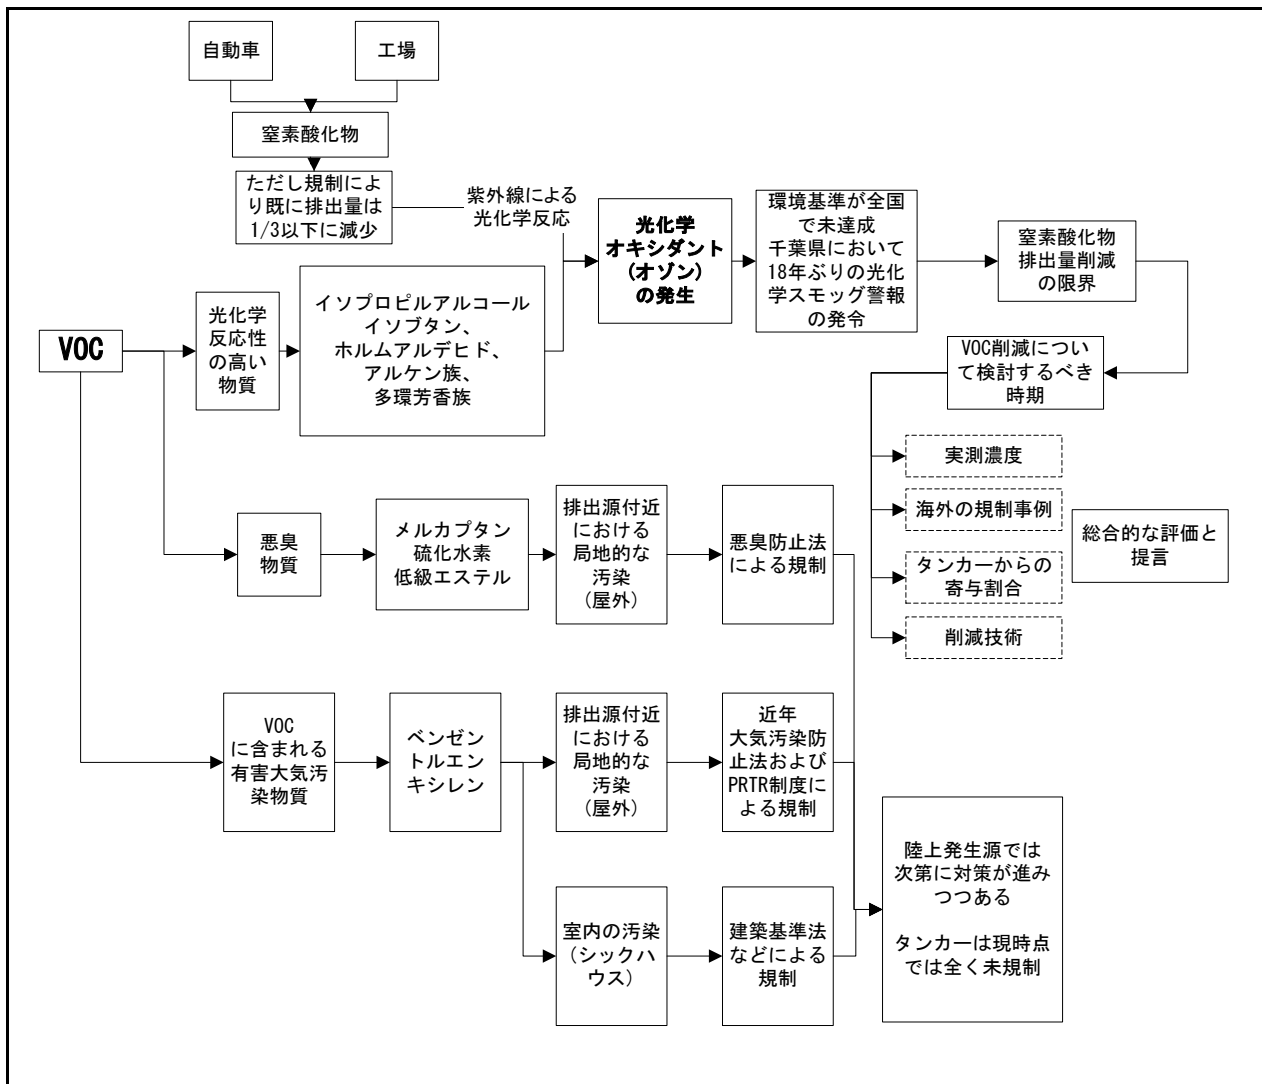 自動車
工場
窒素酸化物
ただし規制によ
り既に排出量は
1/3以下に減少
紫外線による
光化学反応
光化学
オキシダント
(オゾン)
の発生
環境基準が全国
で未達成
千葉県において
18年ぶりの光化
学スモッグ警報
の発令
窒素酸化物
排出量削減
の限界
VOC
光化学
反応性
の高い
物質
イソプロピルアルコール
イソブタン、
ホルムアルデヒド、
アルケン族、
多環芳香族
VOC削減につい
て検討するべき
時期
実測濃度
海外の規制事例
タンカーからの
寄与割合
削減技術
総合的な評価と
提言
悪臭
物質
メルカプタン
硫化水素
低級エステル
排出源付近
における
局地的な
汚染
(屋外)
悪臭防止法
による規制
VOC
に含まれる
有害大気汚
染物質
ベンゼン
トルエン
キシレン
排出源付近
における
局地的な
汚染
(屋外)
近年
大気汚染防
止法および
PRTR制度に
よる規制
室内の汚染
(シックハ
ウス)
建築基準法
などによる
規制
陸上発生源では
次第に対策が進み
つつある
タンカーは現時点
では全く未規制